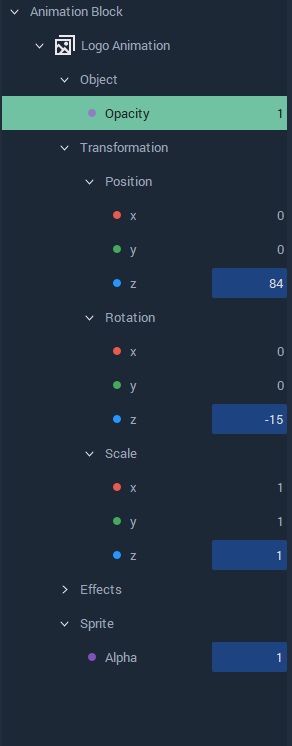 Animation Block
Logo Animation
Object
Opacity 1
Transformation
Position
x 0
y 0
z 84
Rotation
x 0
y 0
z -15
Scale
x 1
y 1
z 1
Effects
Sprite
Alpha 1